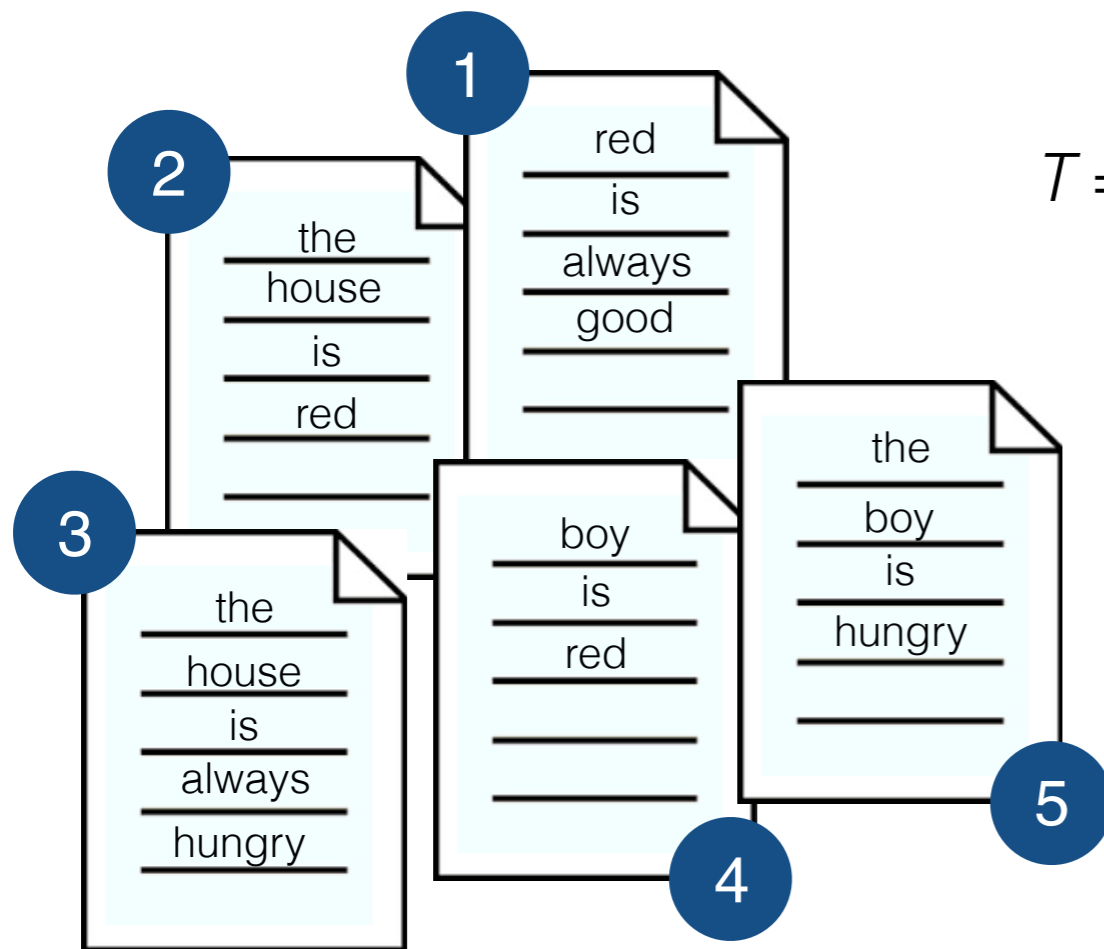 1
red
is
always
good
T =
2
the
house
is
red
3
the
house
is
always
hungry
boy
is
red
4
the
boy
is
hungry
5